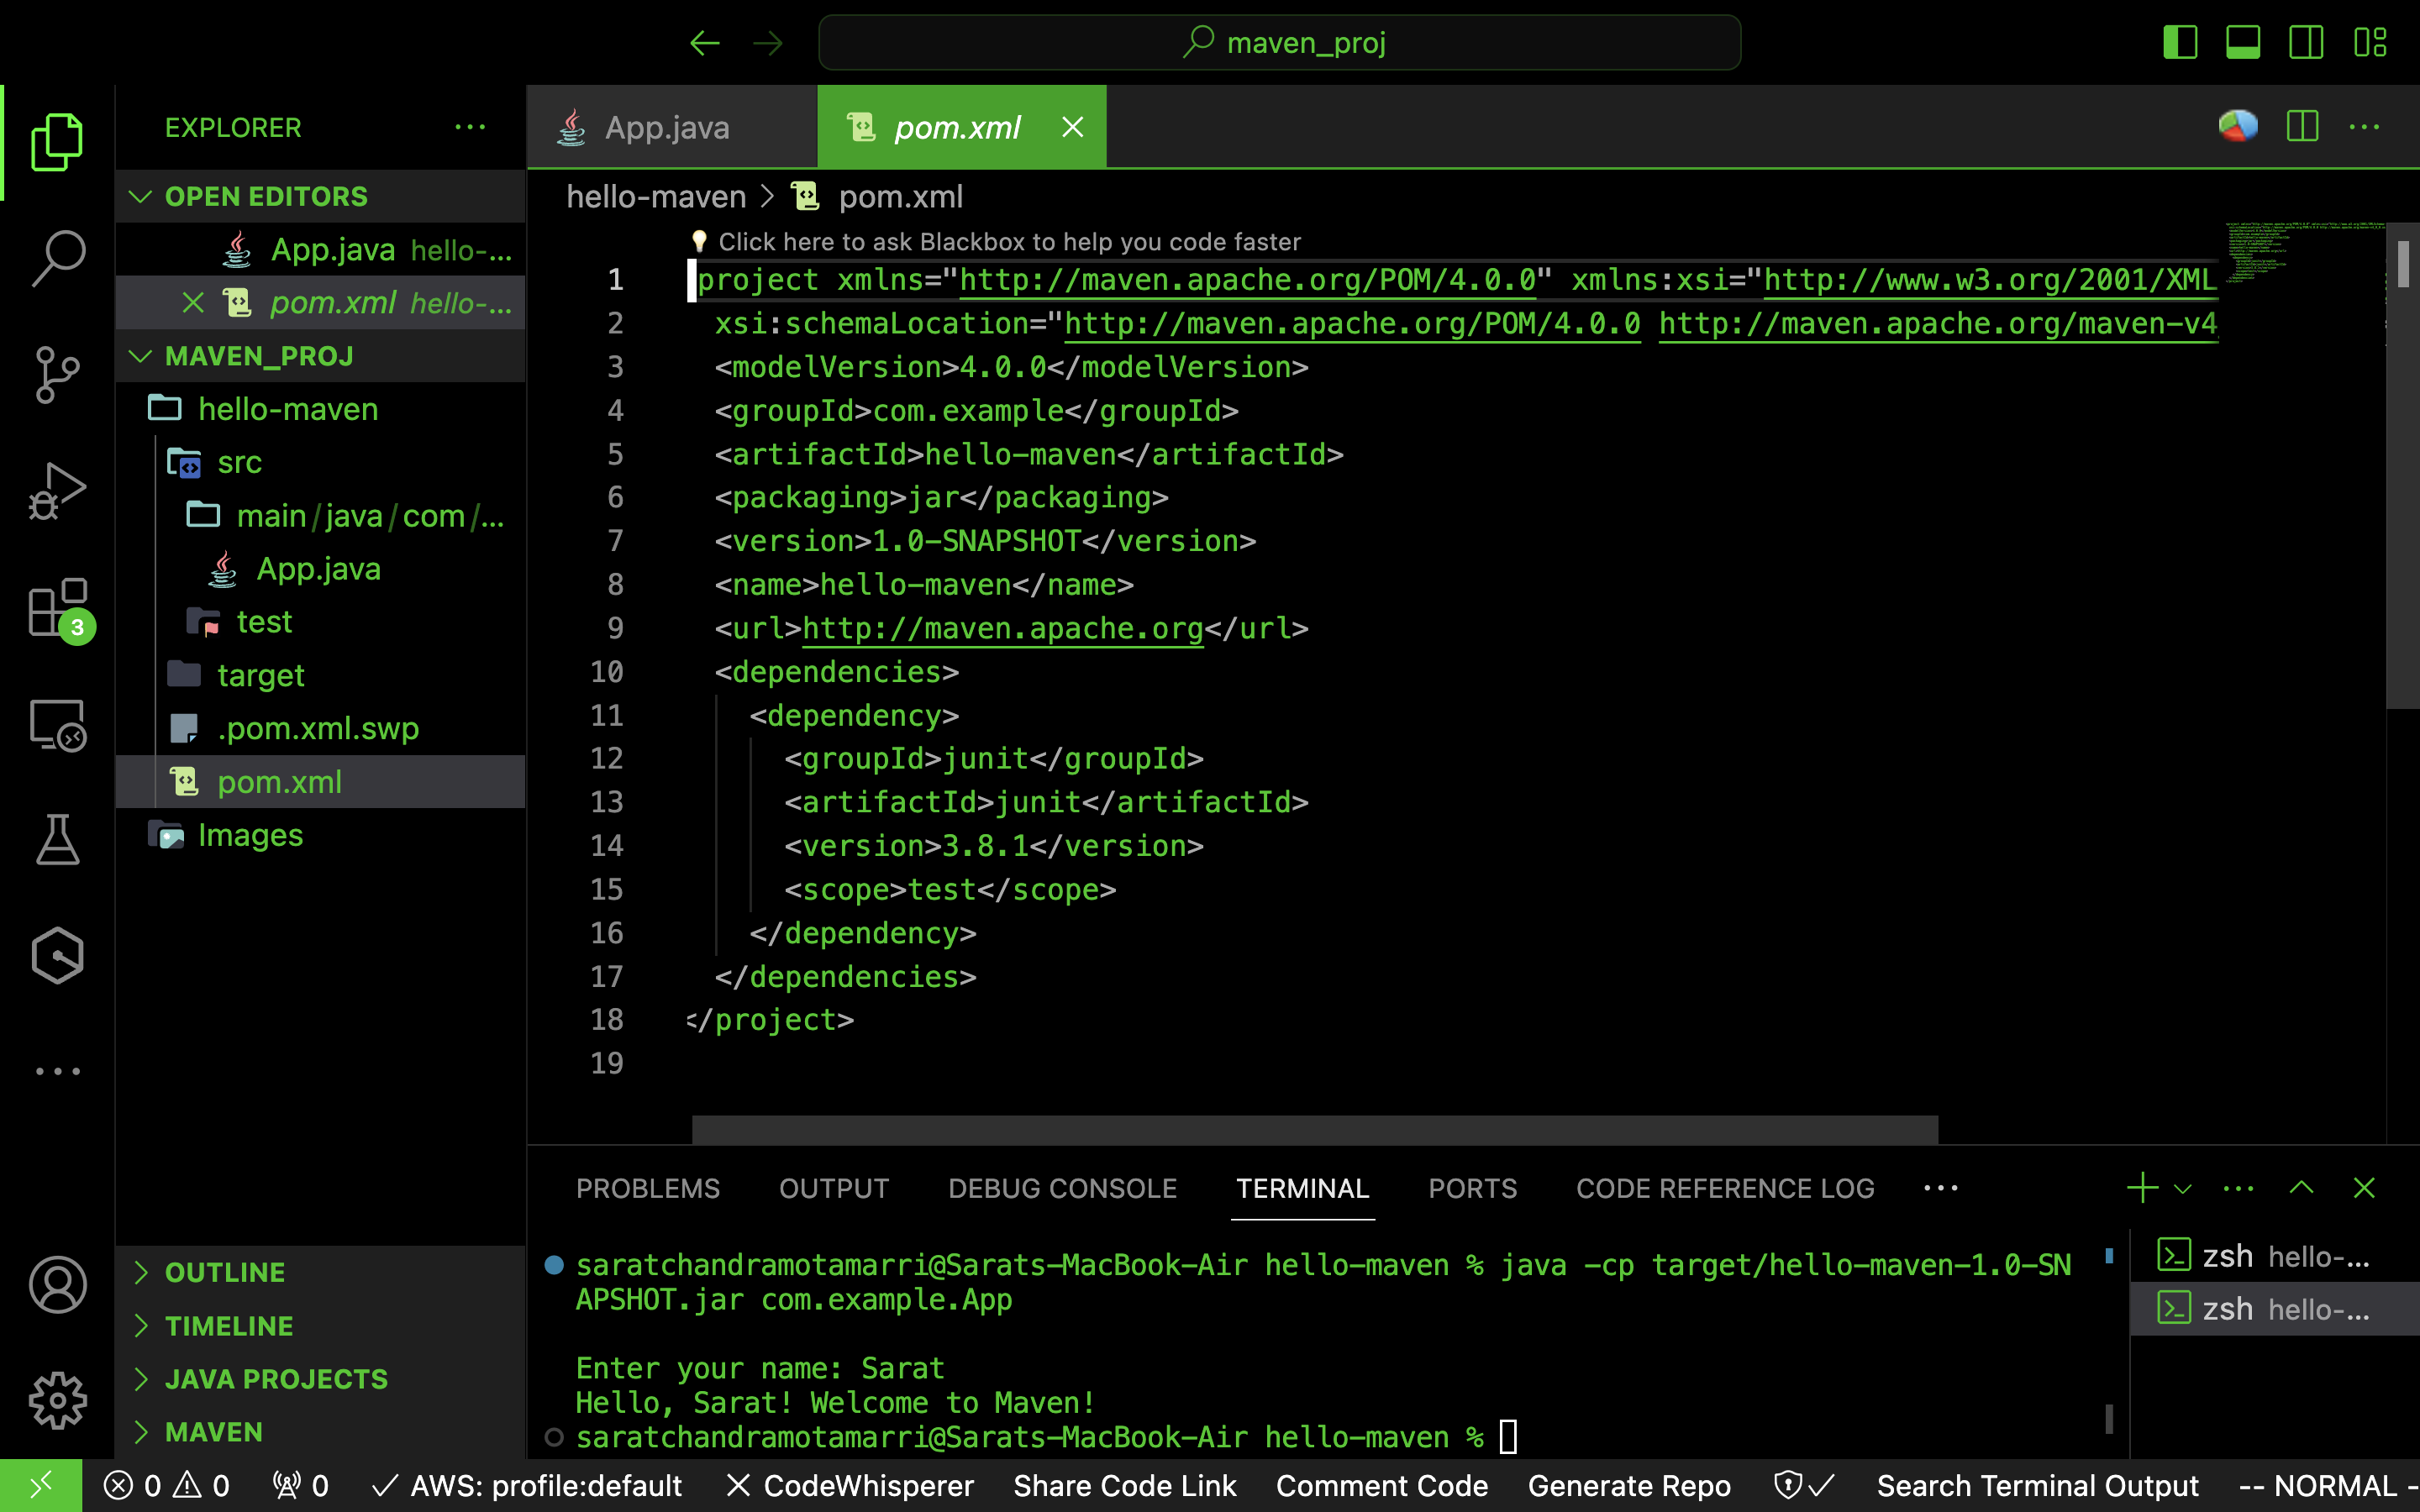 maven_proj
EXPLORER
OPEN EDITORS
App.java hello-...
pom.xml hello-...
MAVEN_PROJ
hello-maven
src
main/java/com/...
App.java
test
target
.pom.xml.swp
pom.xml
Images
OUTLINE
TIMELINE
JAVA PROJECTS
MAVEN
3
App.java
pom.xml
hello-maven > pom.xml
Click here to ask Blackbox to help you code faster
1 project xmlns="http://maven.apache.org/POM/4.0.0" xmlns:xsi="http://www.w3.org/2001/XML
2 xsi:schemaLocation="http://maven.apache.org/POM/4.0.0 http://maven.apache.org/maven-v4
3 <modelVersion>4.0.0</modelVersion>
4 <groupId>com.example</groupId>
5 <artifactId>hello-maven</artifactId>
6 <packaging>jar</packaging>
7 <version>1.0-SNAPSHOT</version>
8 <name>hello-maven</name>
9 <url>http://maven.apache.org</url>
10 <dependencies>
11 <dependency>
12 <groupId>junit</groupId>
13 <artifactId>junit</artifactId>
14 <version>3.8.1</version>
15 <scope>test</scope>
16 </dependency>
17 </dependencies>
18 </project>
19
PROBLEMS OUTPUT DEBUG CONSOLE TERMINAL PORTS CODE REFERENCE LOG
saratchandramotamarri@Sarats-MacBook-Air hello-maven % java -cp target/hello-maven-1.0-SN
APSHOT.jar com.example.App
Enter your name: Sarat
Hello, Sarat! Welcome to Maven!
saratchandramotamarri@Sarats-MacBook-Air hello-maven %
zsh hello-...
zsh hello-...
0 0 0 AWS: profile:default CodeWhisperer Share Code Link Comment Code Generate Repo Search Terminal Output -- NORMAL -